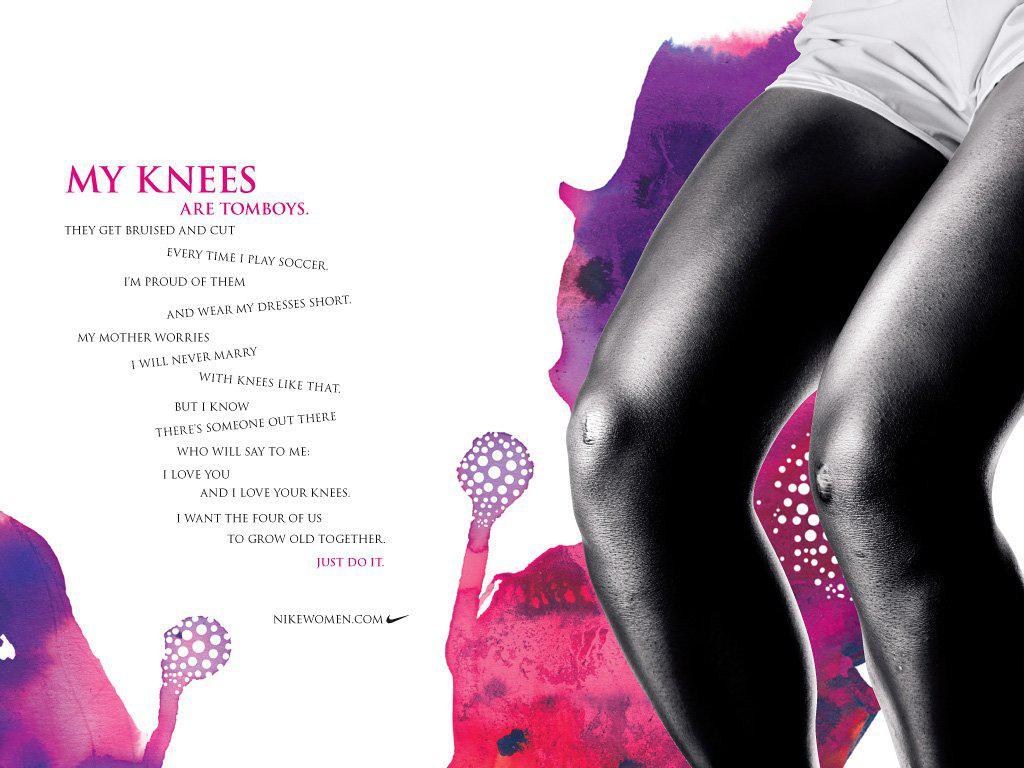 MY KNEES
ARE TOMBOYS.
THEY GET BRUISED AND CUT
EVERY TIME I PLAY SOCCER.
I'M PROUD OF THEM
AND WEAR MY DRESSES SHORT.
MY MOTHER WORRIES
I WILL NEVER MARRY
WITH KNEES LIKE THAT.
BUT I KNOW
THERE'S SOMEONE OUT THERE
WHO WILL SAY TO ME:
I LOVE YOU
AND I LOVE YOUR KNEES.
I WANT THE FOUR OF US
TO GROW OLD TOGETHER.
JUST DO IT.
NIKEWOMEN.COM